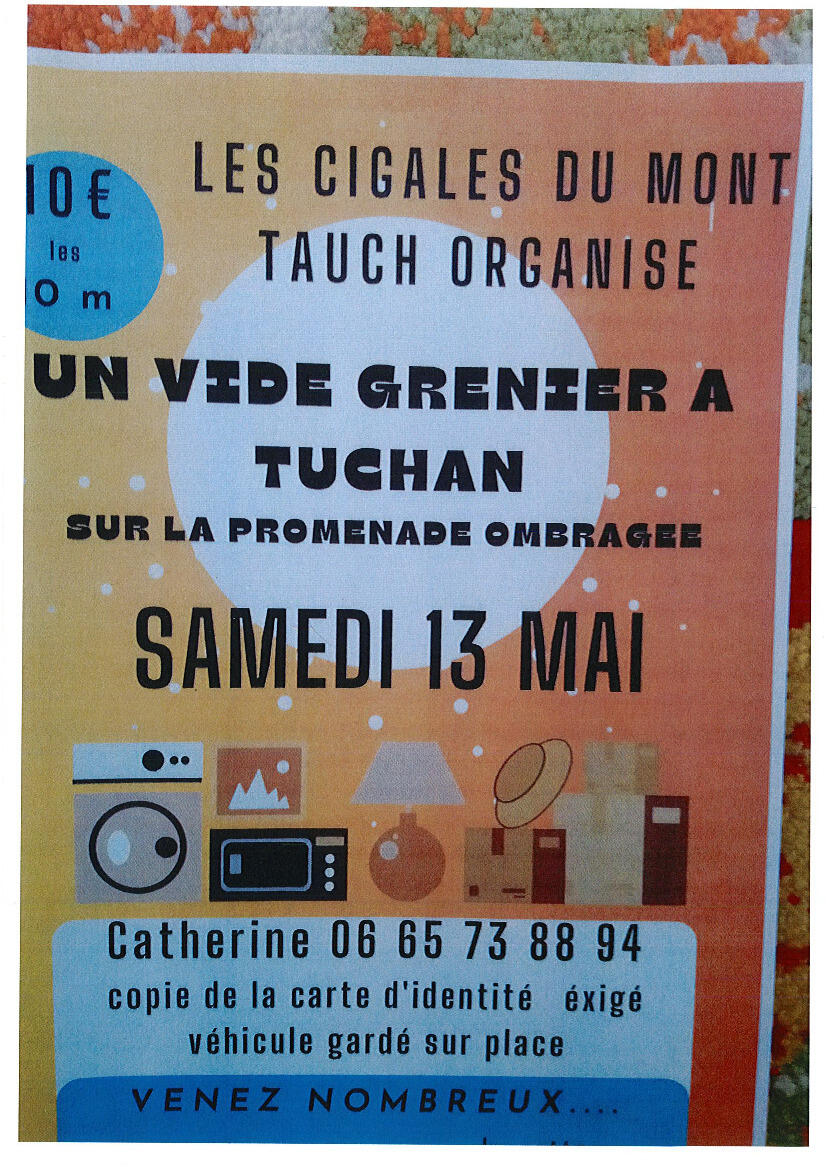 10€
les
0 m
LES CIGALES DU MONT
TAUCH ORGANISE
UN VIDE GRENIER A
TUCHAN
SUR LA PROMENADE OMBRAGEE
SAMEDI 13 MAI
Catherine 06 65 73 88 94
copie de la carte d'identité éxigé
véhicule gardé sur place
VENEZ NOMBREUX....